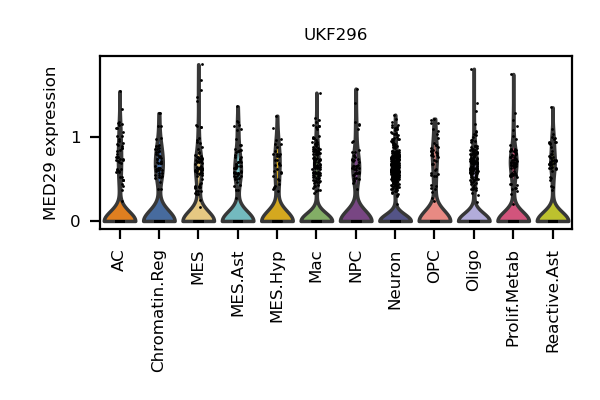 UKF296
MED29 expression
1
0
AC
Chromatin.Reg
MES
MES.Ast
MES.Hyp
Mac
NPC
Neuron
OPC
Oligo
Prolif.Metab
Reactive.Ast